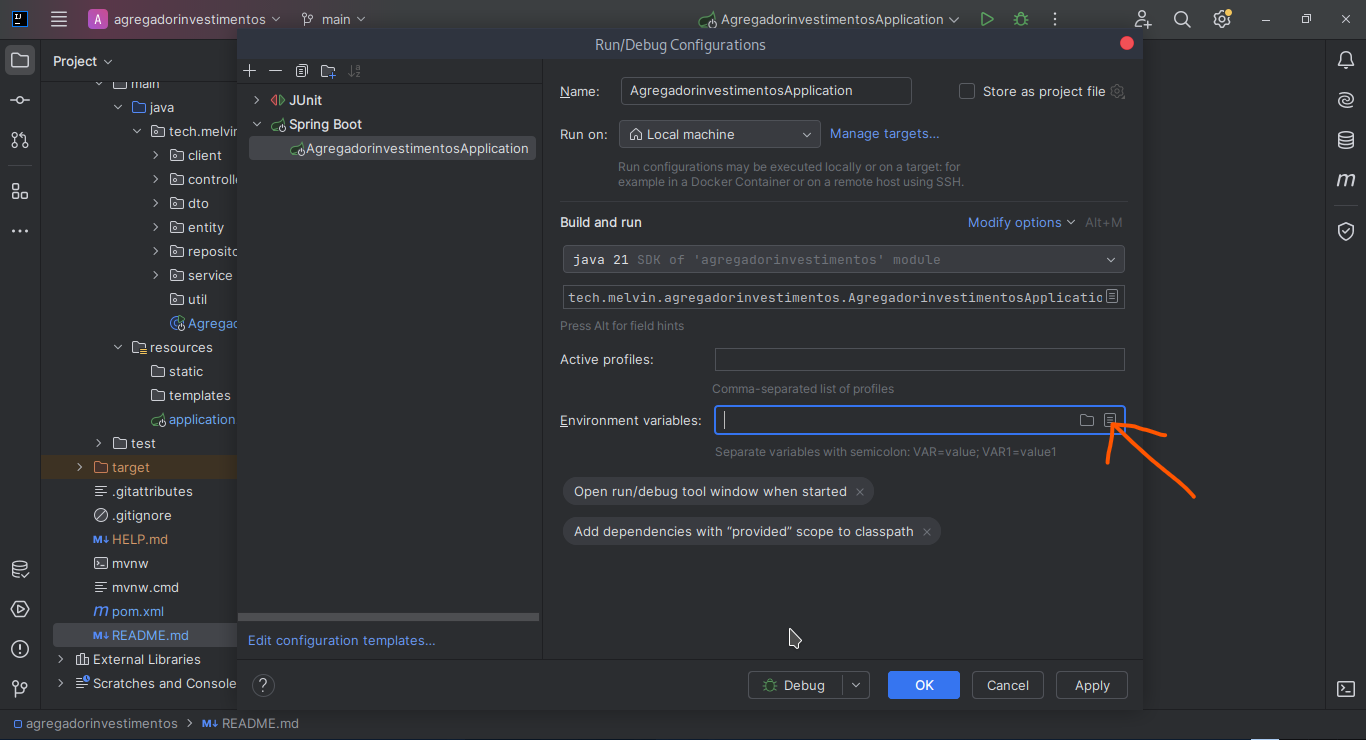 A agregadorinvestimentos main AgregadorinvestimentosApplication
Run/Debug Configurations
Project
main
java
tech.melvin
client
controlle
dto
entity
reposito
service
util
Agregad
resources
static
templates
application
test
target
.gitattributes
.gitignore
M↓ HELP.md
mvnw
mvnw.cmd
m pom.xml
M↓ README.md
External Libraries
Scratches and Console
JUnit
Spring Boot
AgregadorinvestimentosApplication
Edit configuration templates...
Name: AgregadorinvestimentosApplication Store as project file
Run on: Local machine Manage targets...
Run configurations may be executed locally or on a target: for
example in a Docker Container or on a remote host using SSH.
Build and run Modify options Alt+M
java 21 SDK of 'agregadorinvestimentos' module
tech.melvin.agregadorinvestimentos.AgregadorinvestimentosApplicatio
Press Alt for field hints
Active profiles:
Comma-separated list of profiles
Environment variables:
Separate variables with semicolon: VAR=value; VAR1=value1
Open run/debug tool window when started ×
Add dependencies with “provided” scope to classpath ×
? Debug OK Cancel Apply
agregadorinvestimentos > M↓ README.md